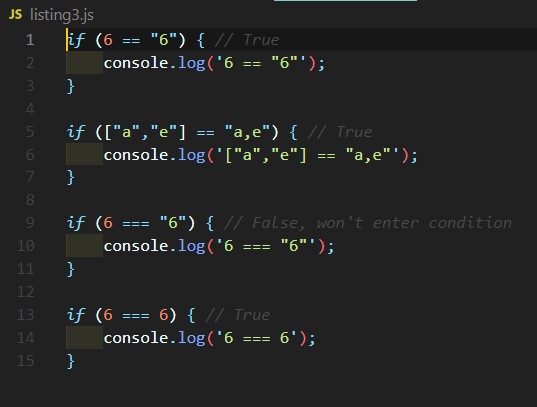 JS listing3.js
1 if (6 == "6") { // True
2 console.log('6 == "6"');
3 }
4
5 if (["a","e"] == "a,e") { // True
6 console.log('["a","e"] == "a,e"');
7 }
8
9 if (6 === "6") { // False, won't enter condition
10 console.log('6 === "6"');
11 }
12
13 if (6 === 6) { // True
14 console.log('6 === 6');
15 }